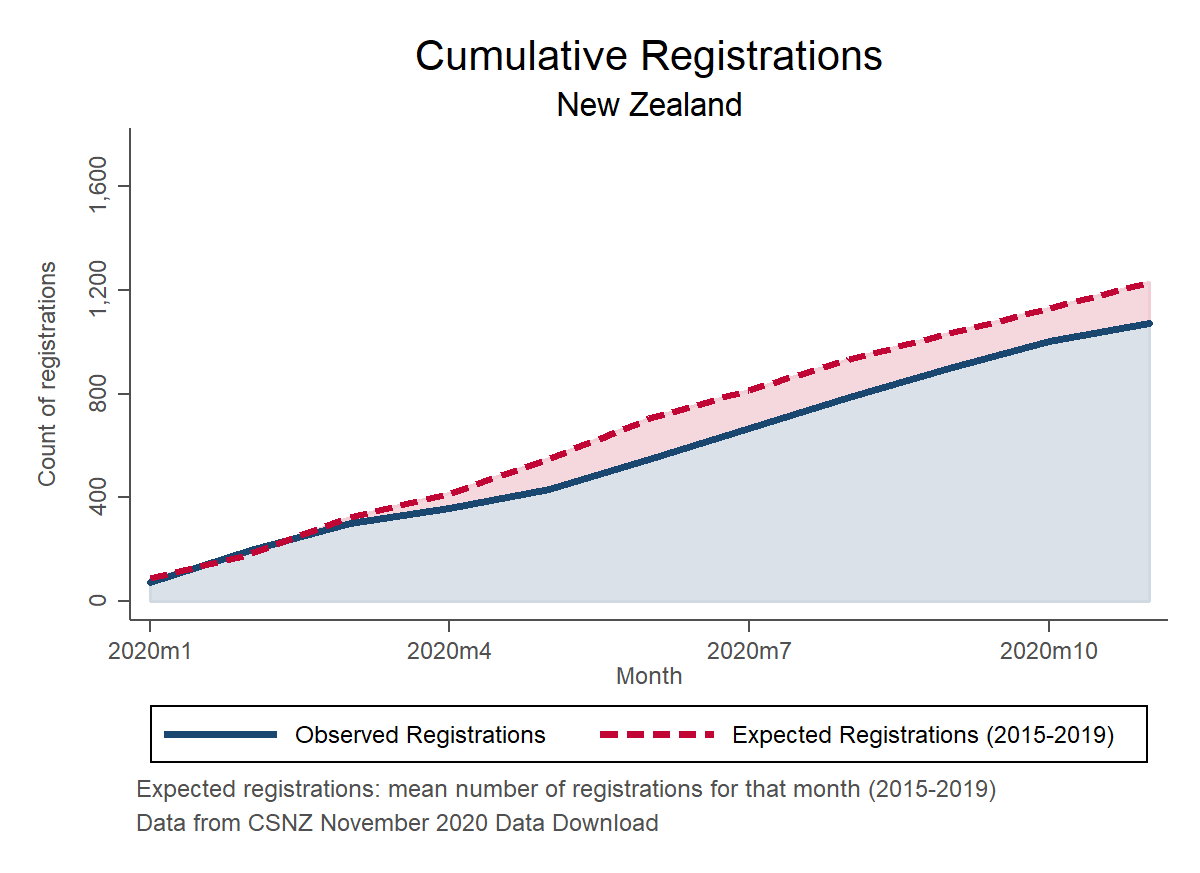 Cumulative Registrations
New Zealand
Count of registrations
1,600
1,200
800
400
0
2020m1 2020m4 2020m7 2020m10
Month
Observed Registrations Expected Registrations (2015-2019)
Expected registrations: mean number of registrations for that month (2015-2019)
Data from CSNZ November 2020 Data Download